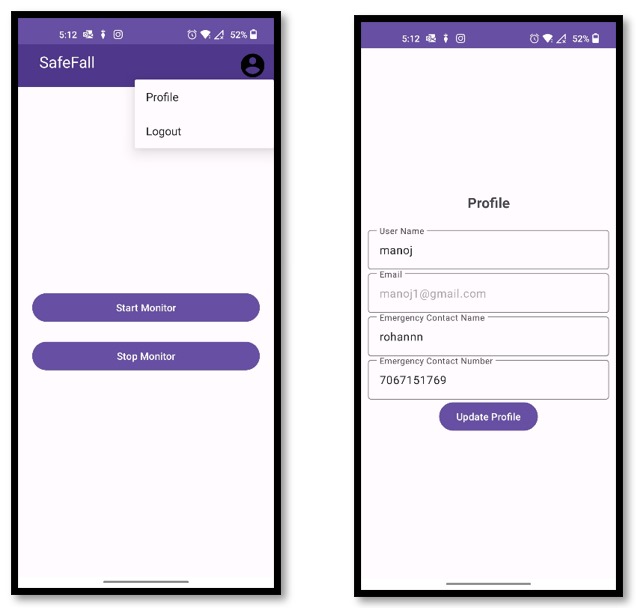 5:12 52%
SafeFall
Profile
Logout
Start Monitor
Stop Monitor
5:12 52%
Profile
User Name
manoj
Email
manoj1@gmail.com
Emergency Contact Name
rohannn
Emergency Contact Number
7067151769
Update Profile